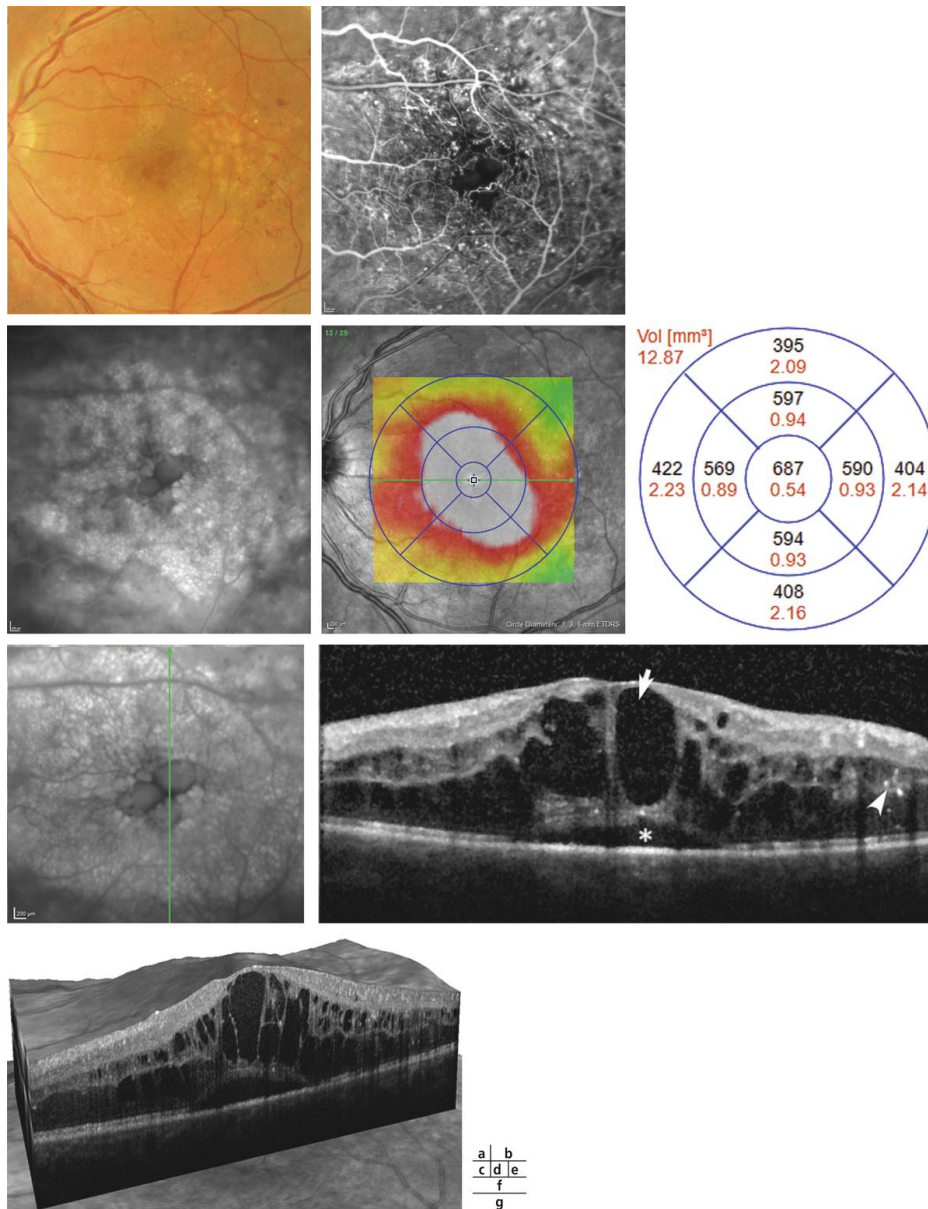 13 / 25
Circle Diameters: 1, 3, 6 mm ETDRS
200 µm
Vol [mm³]
12.87
395
2.09
597
0.94
422 569 687 590 404
2.23 0.89 0.54 0.93 2.14
594
0.93
408
2.16
200 µm
*
a b
c d e
f
g